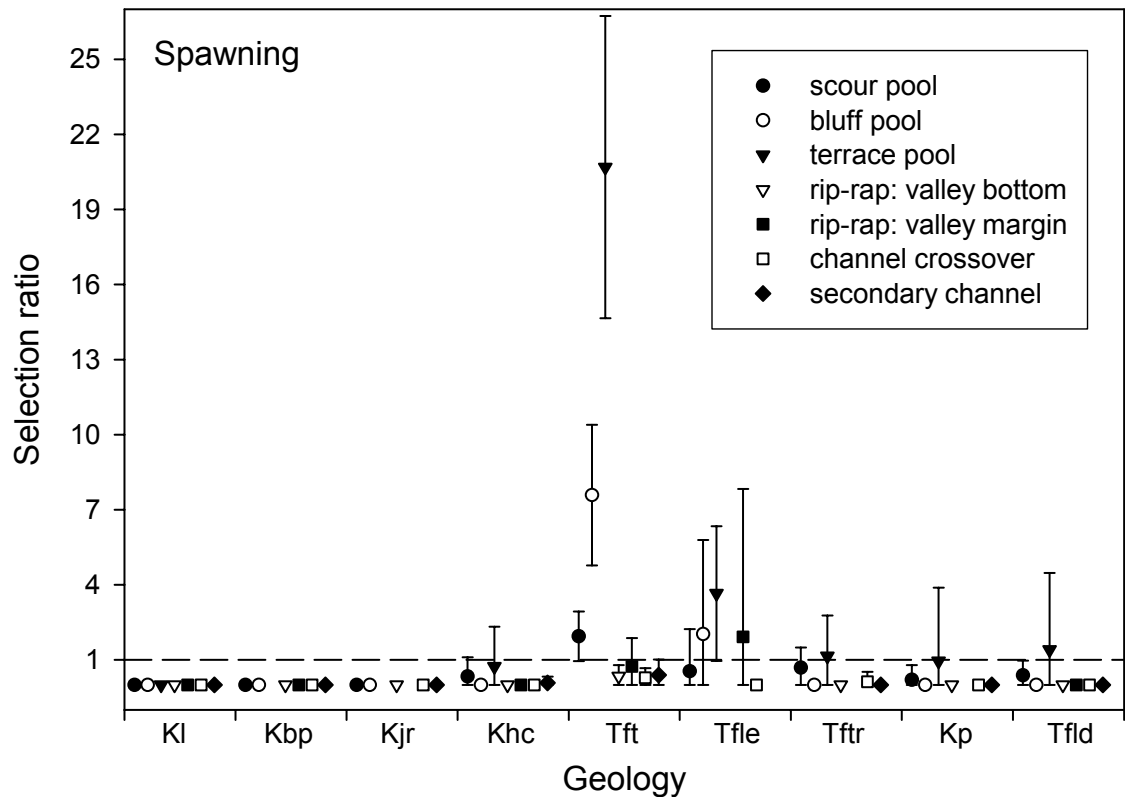 Spawning
scour pool
bluff pool
terrace pool
rip-rap: valley bottom
rip-rap: valley margin
channel crossover
secondary channel
25
22
19
16
13
10
7
4
1
Selection ratio
Kl Kbp Kjr Khc Tft Tfle Tftr Kp Tfld
Geology